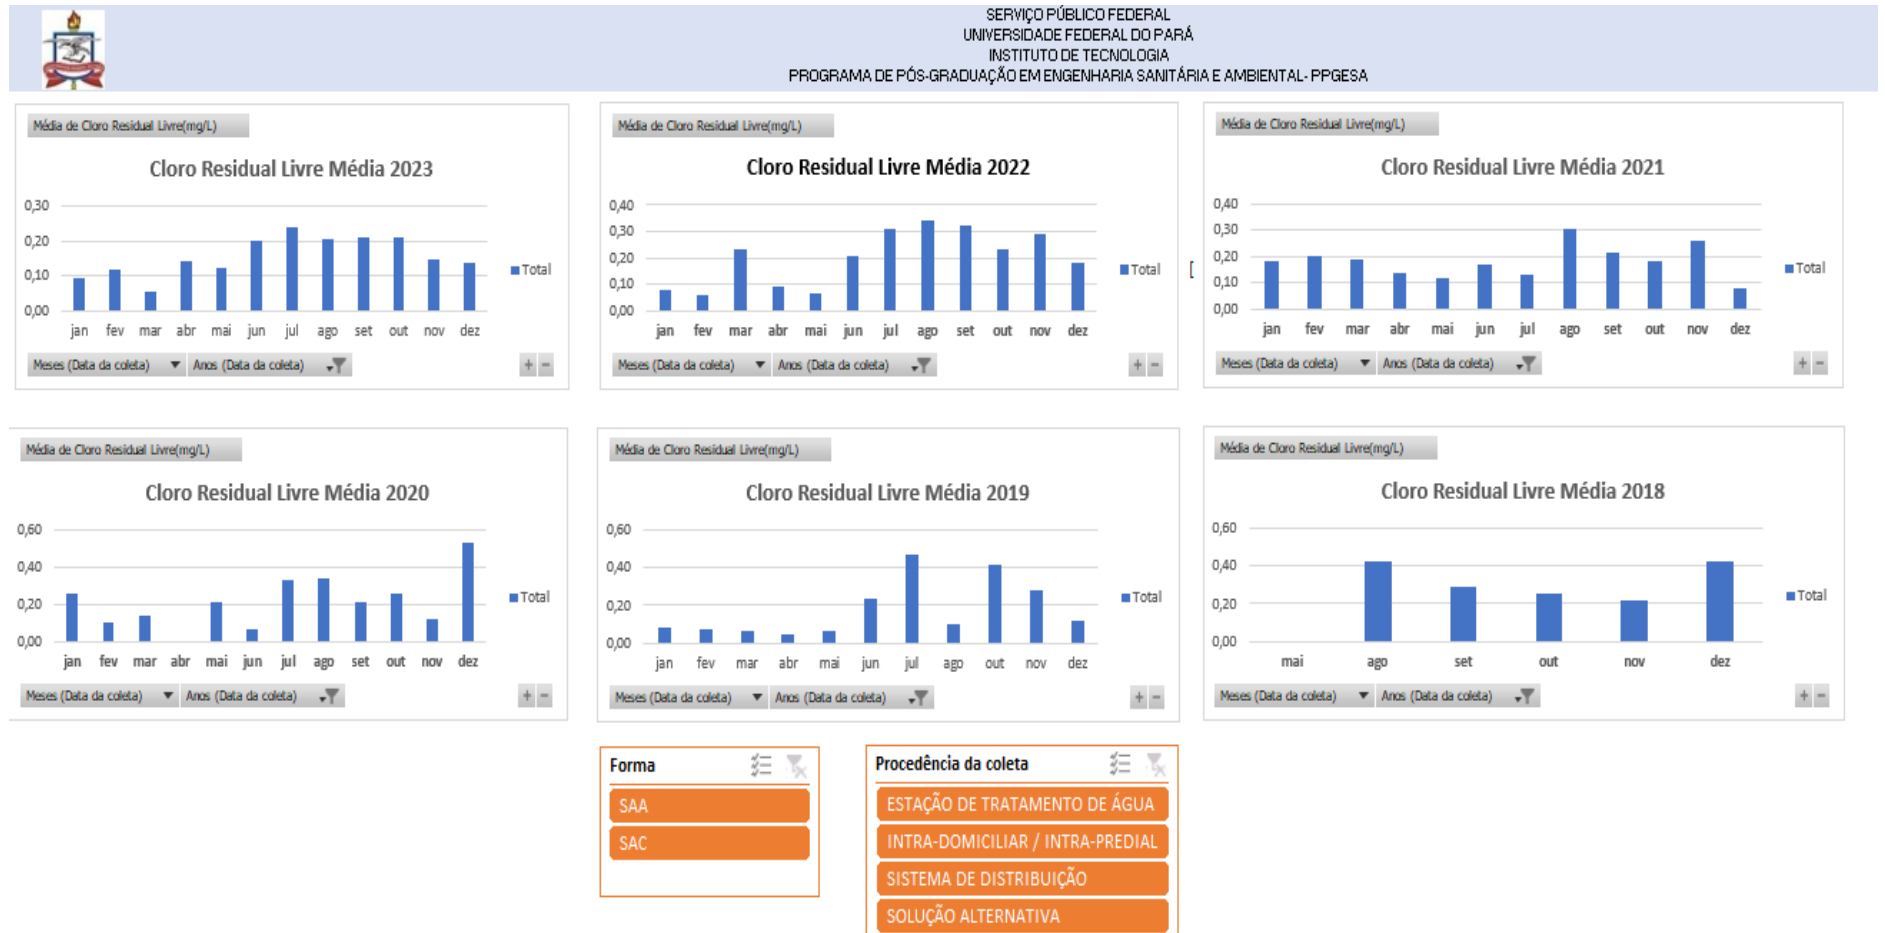 SERVIÇO PÚBLICO FEDERAL
UNIVERSIDADE FEDERAL DO PARÁ
INSTITUTO DE TECNOLOGIA
PROGRAMA DE PÓS-GRADUAÇÃO EM ENGENHARIA SANITÁRIA E AMBIENTAL- PPGESA
Média de Cloro Residual Livre(mg/L)
Cloro Residual Livre Média 2023
0,30
0,20
0,10
0,00
jan fev mar abr mai jun jul ago set out nov dez
Total
Meses (Data da coleta) Anos (Data da coleta)
+ -
Média de Cloro Residual Livre(mg/L)
Cloro Residual Livre Média 2022
0,40
0,30
0,20
0,10
0,00
jan fev mar abr mai jun jul ago set out nov dez
Total
Meses (Data da coleta) Anos (Data da coleta)
+ -
[
Média de Cloro Residual Livre(mg/L)
Cloro Residual Livre Média 2021
0,40
0,30
0,20
0,10
0,00
jan fev mar abr mai jun jul ago set out nov dez
Total
Meses (Data da coleta) Anos (Data da coleta)
+ -
Média de Cloro Residual Livre(mg/L)
Cloro Residual Livre Média 2020
0,60
0,40
0,20
0,00
jan fev mar abr mai jun jul ago set out nov dez
Total
Meses (Data da coleta) Anos (Data da coleta)
+ -
Média de Cloro Residual Livre(mg/L)
Cloro Residual Livre Média 2019
0,60
0,40
0,20
0,00
jan fev mar abr mai jun jul ago out nov dez
Total
Meses (Data da coleta) Anos (Data da coleta)
+ -
Média de Cloro Residual Livre(mg/L)
Cloro Residual Livre Média 2018
0,60
0,40
0,20
0,00
mai ago set out nov dez
Total
Meses (Data da coleta) Anos (Data da coleta)
+ -
Forma
SAA
SAC
Procedência da coleta
ESTAÇÃO DE TRATAMENTO DE ÁGUA
INTRA-DOMICILIAR / INTRA-PREDIAL
SISTEMA DE DISTRIBUIÇÃO
SOLUÇÃO ALTERNATIVA